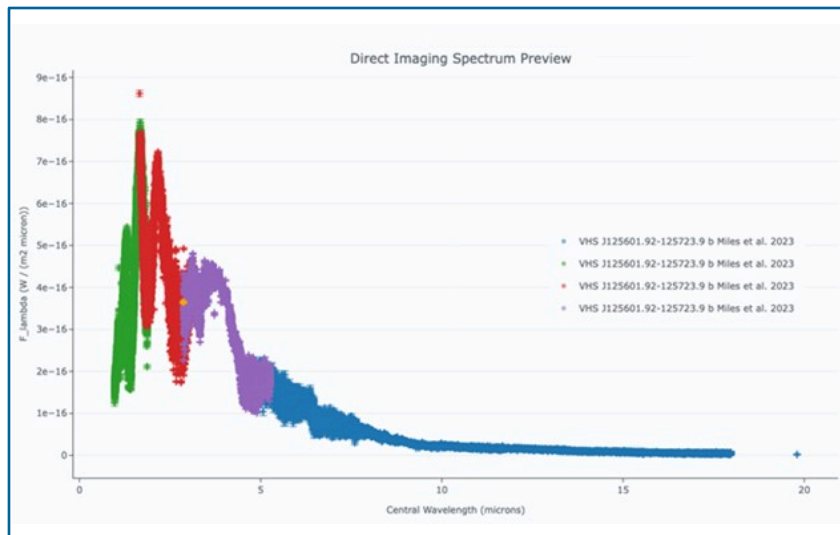 Direct Imaging Spectrum Preview
9e−16
8e−16
7e−16
6e−16
5e−16
4e−16
3e−16
2e−16
1e−16
0
F_lambda (W / (m2 micron))
VHS J125601.92-125723.9 b Miles et al. 2023
VHS J125601.92-125723.9 b Miles et al. 2023
VHS J125601.92-125723.9 b Miles et al. 2023
VHS J125601.92-125723.9 b Miles et al. 2023
0 5 10 15 20
Central Wavelength (microns)